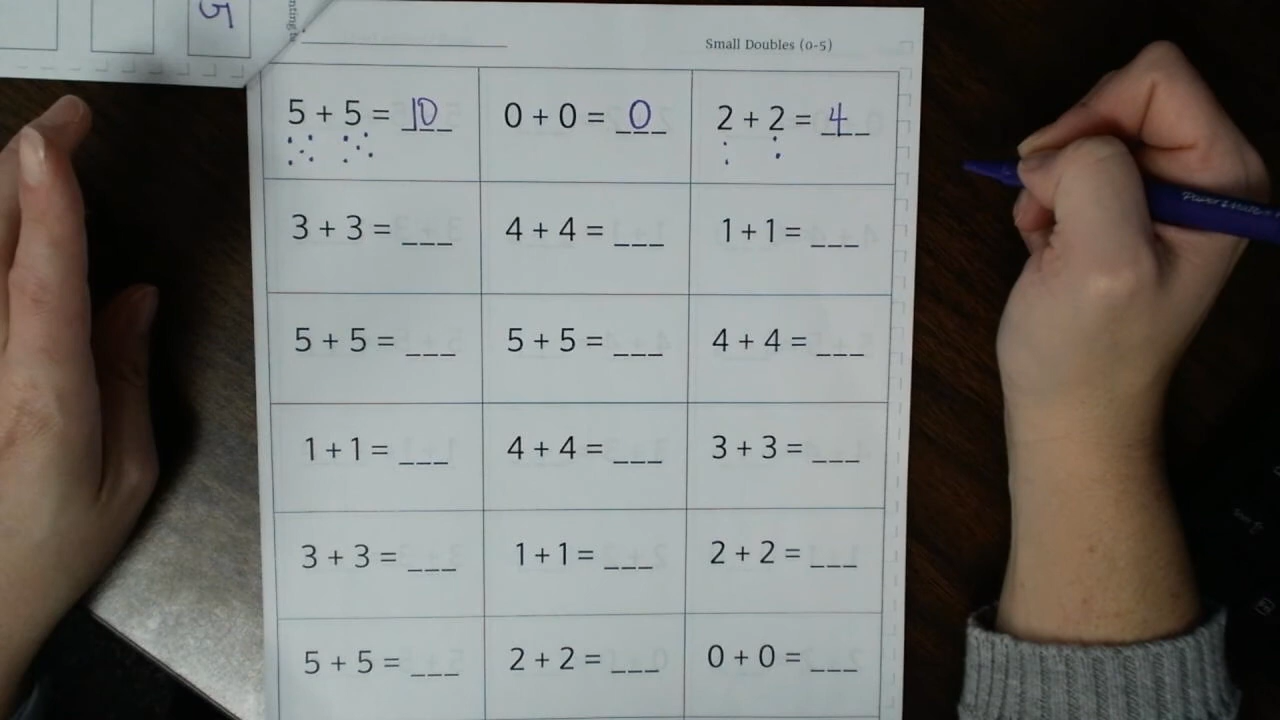 5
Small Doubles (0-5)
5 + 5 = 10
0 + 0 = 0
2 + 2 = 4
3 + 3 = ___
4 + 4 = ___
1 + 1 = ___
5 + 5 = ___
5 + 5 = ___
4 + 4 = ___
1 + 1 = ___
4 + 4 = ___
3 + 3 = ___
3 + 3 = ___
1 + 1 = ___
2 + 2 = ___
5 + 5 = ___
2 + 2 = ___
0 + 0 = ___